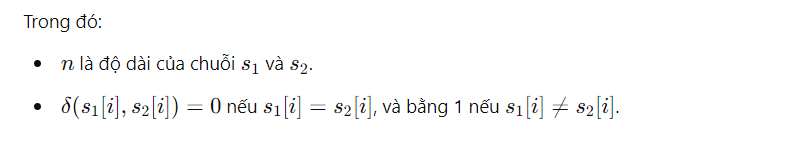 Trong đó:
• n là độ dài của chuỗi s₁ và s₂.
• δ(s₁[i], s₂[i]) = 0 nếu s₁[i] = s₂[i], và bằng 1 nếu s₁[i] ≠ s₂[i].